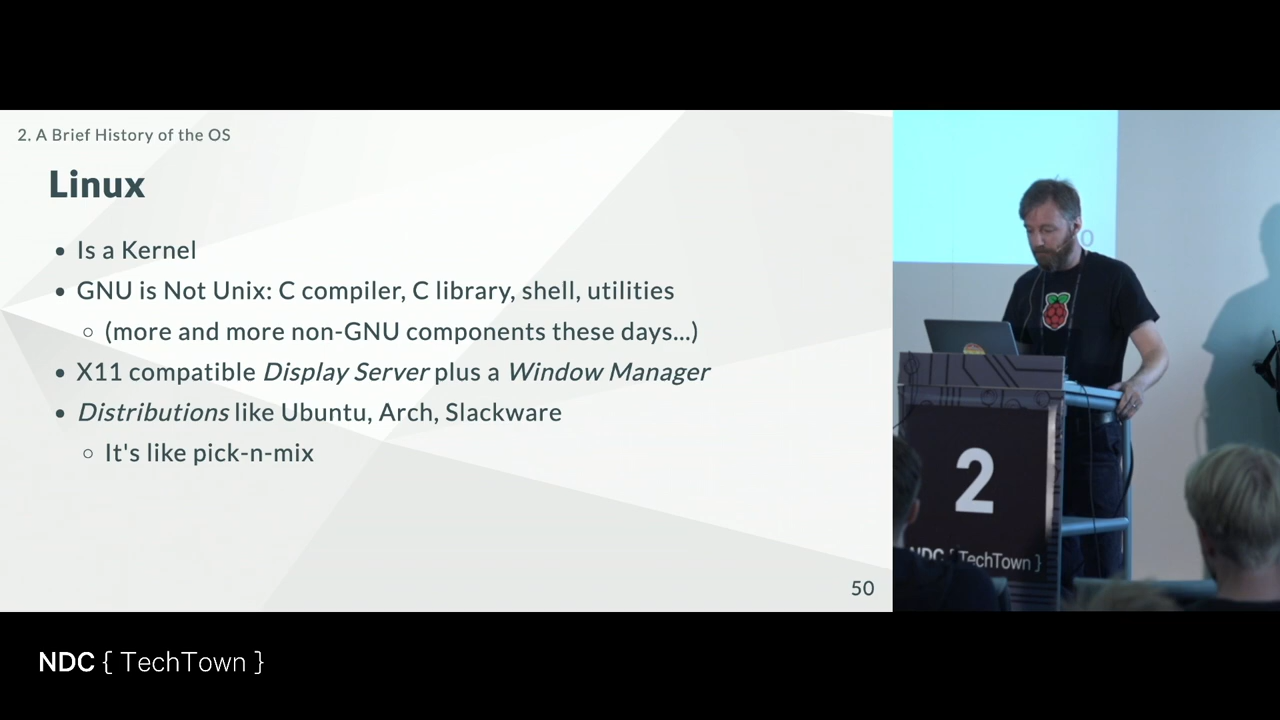 2. A Brief History of the OS
Linux
• Is a Kernel
• GNU is Not Unix: C compiler, C library, shell, utilities
○ (more and more non-GNU components these days...)
• X11 compatible Display Server plus a Window Manager
• Distributions like Ubuntu, Arch, Slackware
○ It's like pick-n-mix
50
2
NDC { TechTown }
NDC { TechTown }